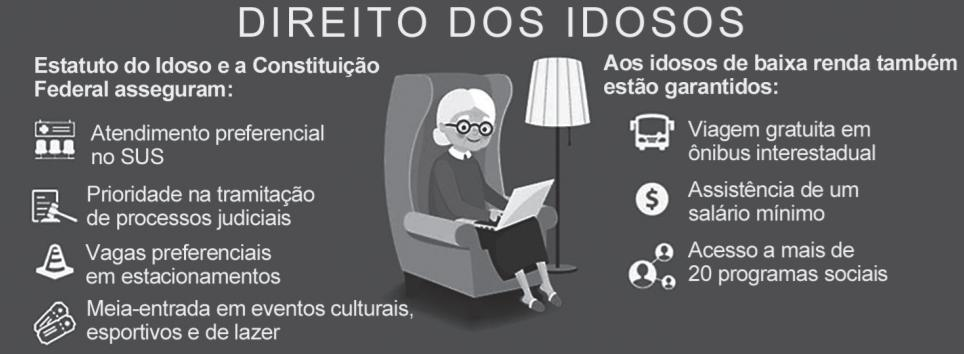 DIREITO DOS IDOSOS
Estatuto do Idoso e a Constituição
Federal asseguram:
Atendimento preferencial
no SUS
Prioridade na tramitação
de processos judiciais
Vagas preferenciais
em estacionamentos
Meia-entrada em eventos culturais,
esportivos e de lazer
Aos idosos de baixa renda também
estão garantidos:
Viagem gratuita em
ônibus interestadual
Assistência de um
salário mínimo
Acesso a mais de
20 programas sociais